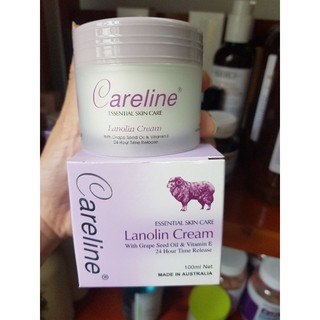 Careline®
ESSENTIAL SKIN CARE
Lanolin Cream
With Grape Seed Oil & Vitamin E
24 Hour Time Release
Careline®
ESSENTIAL SKIN CARE
Lanolin Cream
With Grape Seed Oil & Vitamin E
24 Hour Time Release
100ml Net
MADE IN AUSTRALIA